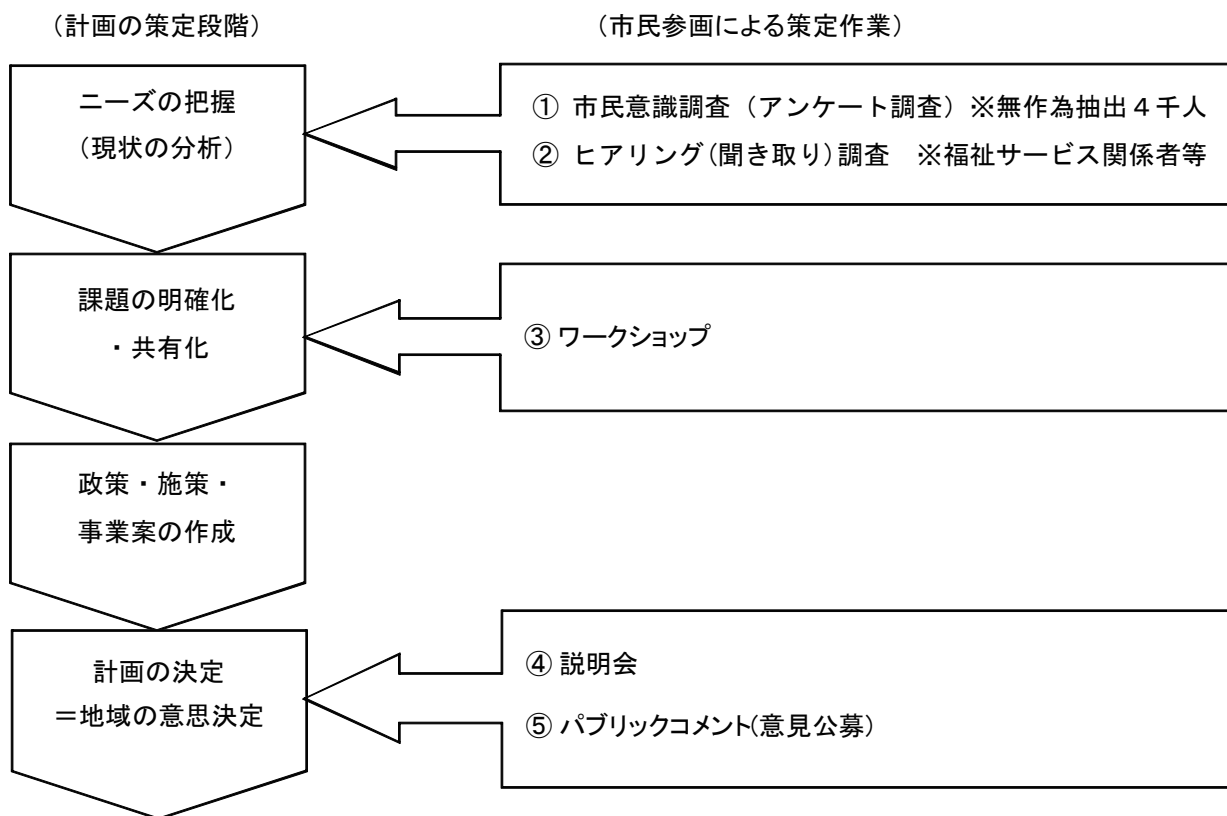 （計画の策定段階）
（市民参画による策定作業）
ニーズの把握
（現状の分析）
① 市民意識調査（アンケート調査）※無作為抽出４千人
② ヒアリング(聞き取り)調査　※福祉サービス関係者等
課題の明確化
・共有化
③ ワークショップ
政策・施策・
事業案の作成
計画の決定
＝地域の意思決定
④ 説明会
⑤ パブリックコメント(意見公募)